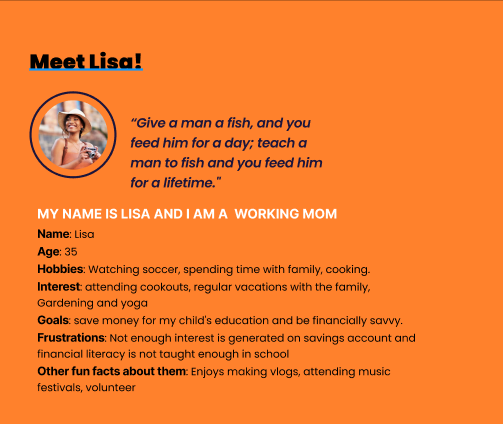 Meet Lisa!
“Give a man a fish, and you
feed him for a day; teach a
man to fish and you feed him
for a lifetime."
MY NAME IS LISA AND I AM A  WORKING MOM
Name: Lisa
Age: 35
Hobbies: Watching soccer, spending time with family, cooking.
Interest: attending cookouts, regular vacations with the family,
Gardening and yoga
Goals: save money for my child's education and be financially savvy.
Frustrations: Not enough interest is generated on savings account and
financial literacy is not taught enough in school
Other fun facts about them: Enjoys making vlogs, attending music
festivals, volunteer